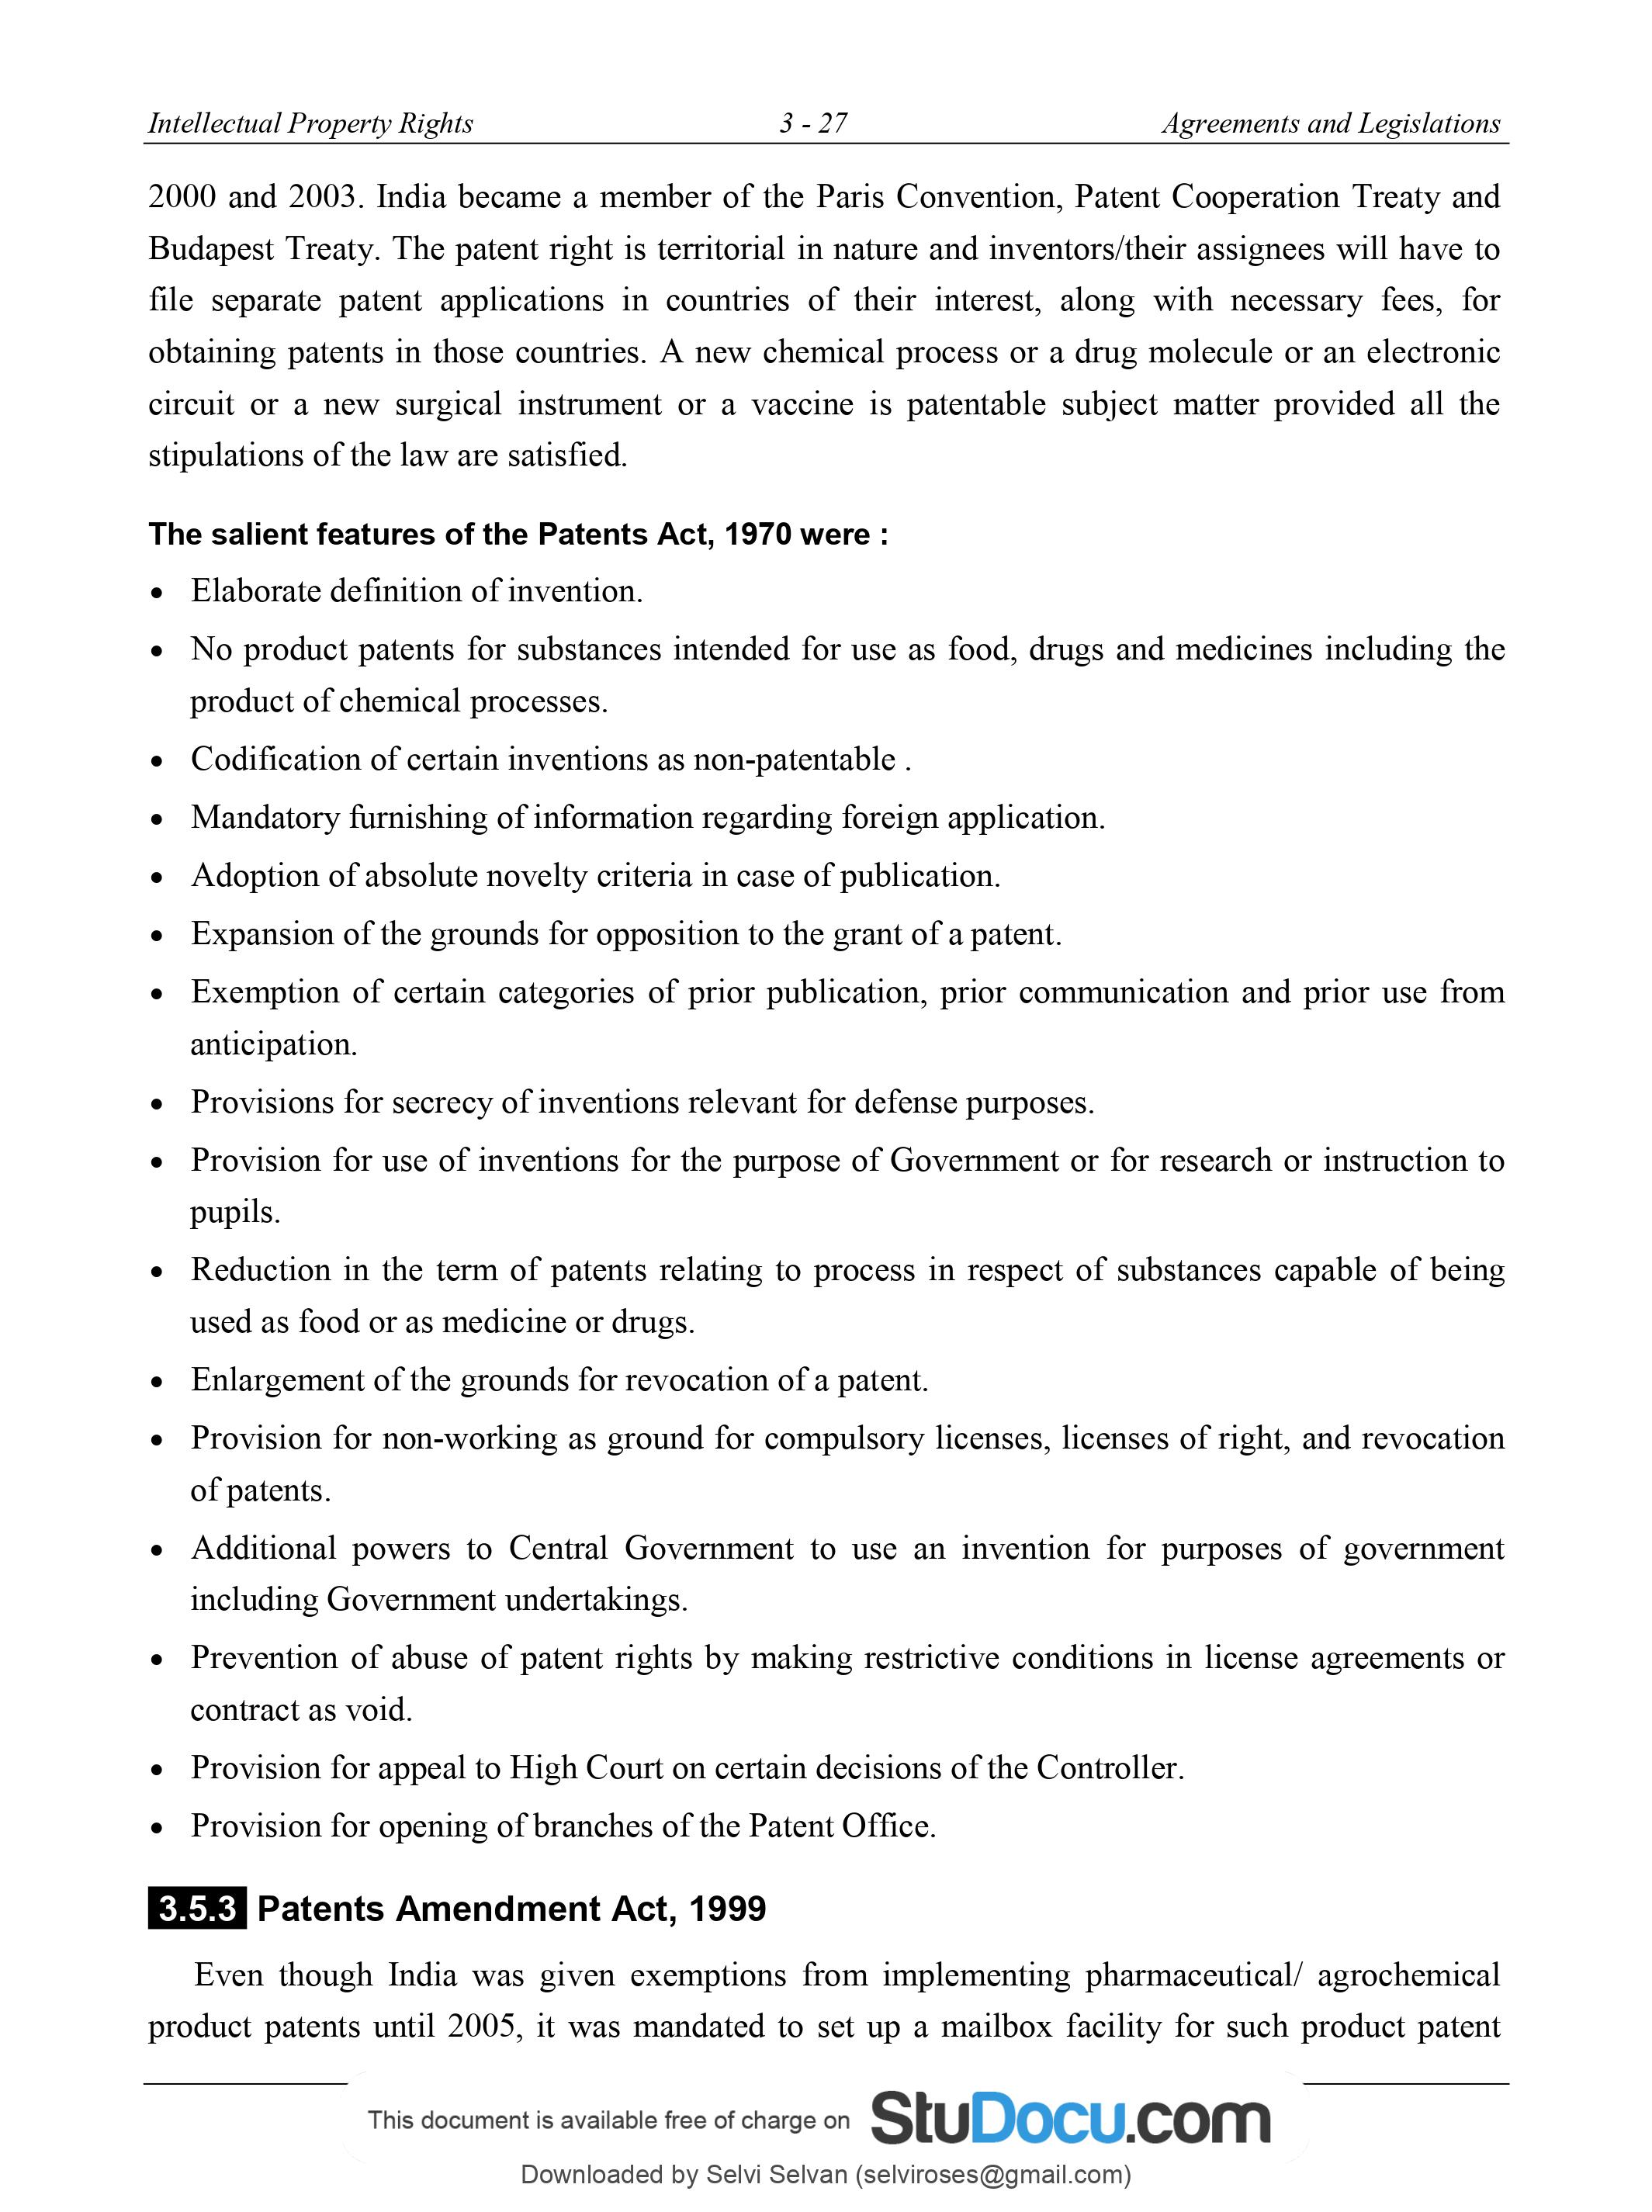 Intellectual Property Rights 3 - 27 Agreements and Legislations
2000 and 2003. India became a member of the Paris Convention, Patent Cooperation Treaty and
Budapest Treaty. The patent right is territorial in nature and inventors/their assignees will have to
file separate patent applications in countries of their interest, along with necessary fees, for
obtaining patents in those countries. A new chemical process or a drug molecule or an electronic
circuit or a new surgical instrument or a vaccine is patentable subject matter provided all the
stipulations of the law are satisfied.
The salient features of the Patents Act, 1970 were :
• Elaborate definition of invention.
• No product patents for substances intended for use as food, drugs and medicines including the
product of chemical processes.
• Codification of certain inventions as non-patentable .
• Mandatory furnishing of information regarding foreign application.
• Adoption of absolute novelty criteria in case of publication.
• Expansion of the grounds for opposition to the grant of a patent.
• Exemption of certain categories of prior publication, prior communication and prior use from
anticipation.
• Provisions for secrecy of inventions relevant for defense purposes.
• Provision for use of inventions for the purpose of Government or for research or instruction to
pupils.
• Reduction in the term of patents relating to process in respect of substances capable of being
used as food or as medicine or drugs.
• Enlargement of the grounds for revocation of a patent.
• Provision for non-working as ground for compulsory licenses, licenses of right, and revocation
of patents.
• Additional powers to Central Government to use an invention for purposes of government
including Government undertakings.
• Prevention of abuse of patent rights by making restrictive conditions in license agreements or
contract as void.
• Provision for appeal to High Court on certain decisions of the Controller.
• Provision for opening of branches of the Patent Office.
3.5.3 Patents Amendment Act, 1999
Even though India was given exemptions from implementing pharmaceutical/ agrochemical
product patents until 2005, it was mandated to set up a mailbox facility for such product patent
This document is available free of charge on StuDocu.com
Downloaded by Selvi Selvan (selviroses@gmail.com)